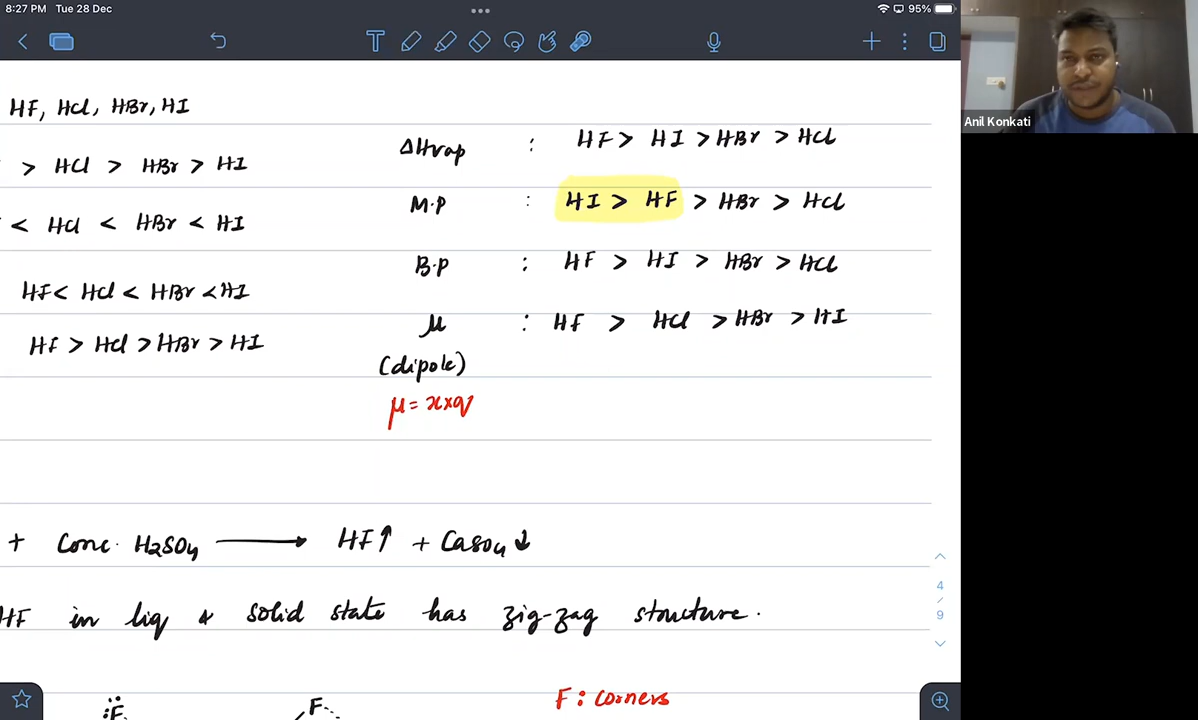 8:27 PM Tue 28 Dec
95%
HF, HCl, HBr, HI
> HCl > HBr > HI
< HCl < HBr < HI
HF < HCl < HBr < HI
HF > HCl > HBr > HI
ΔHvap : HF > HI > HBr > HCl
M.P : HI > HF > HBr > HCl
B.P : HF > HI > HBr > HCl
μ : HF > HCl > HBr > HI
(dipole)
μ = x×q
+ Conc. H2SO4 ⟶ HF↑ + CaSO4↓
HF in liq & solid state has zig-zag structure.
F : corners
:F̈
F
4
/
9
Anil Konkati